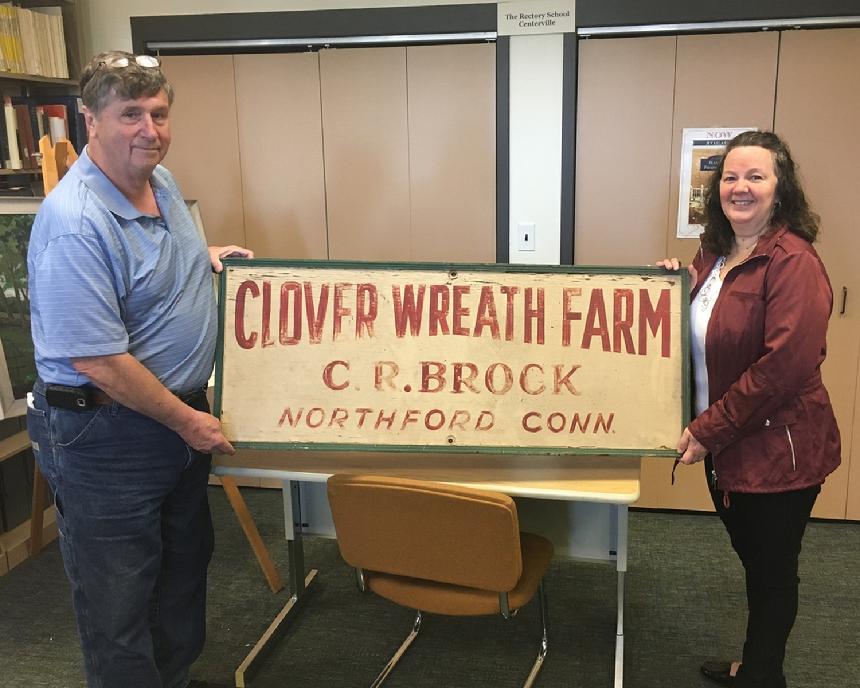 The Rectory School
Centerville
NOW
CLOVER WREATH FARM
C. R. BROCK
NORTHFORD CONN.